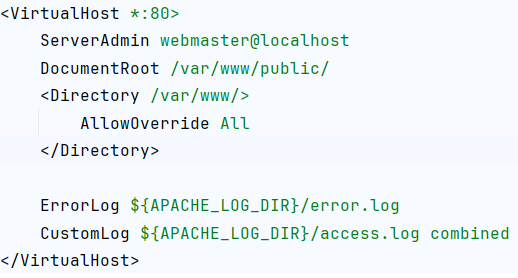 <VirtualHost *:80>
    ServerAdmin webmaster@localhost
    DocumentRoot /var/www/public/
    <Directory /var/www/>
        AllowOverride All
    </Directory>

    ErrorLog ${APACHE_LOG_DIR}/error.log
    CustomLog ${APACHE_LOG_DIR}/access.log combined
</VirtualHost>